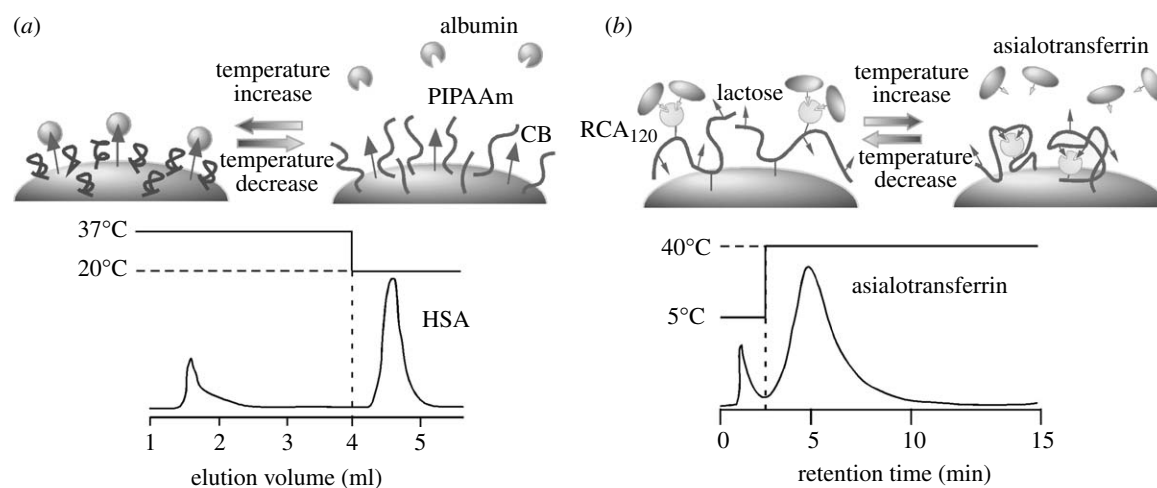 (a)
albumin
temperature
increase
PIPAAm
CB
temperature
decrease
37°C
20°C
HSA
1 2 3 4 5
elution volume (ml)
(b)
asialotransferrin
lactose
temperature
increase
RCA120
temperature
decrease
40°C
asialotransferrin
5°C
0 5 10 15
retention time (min)